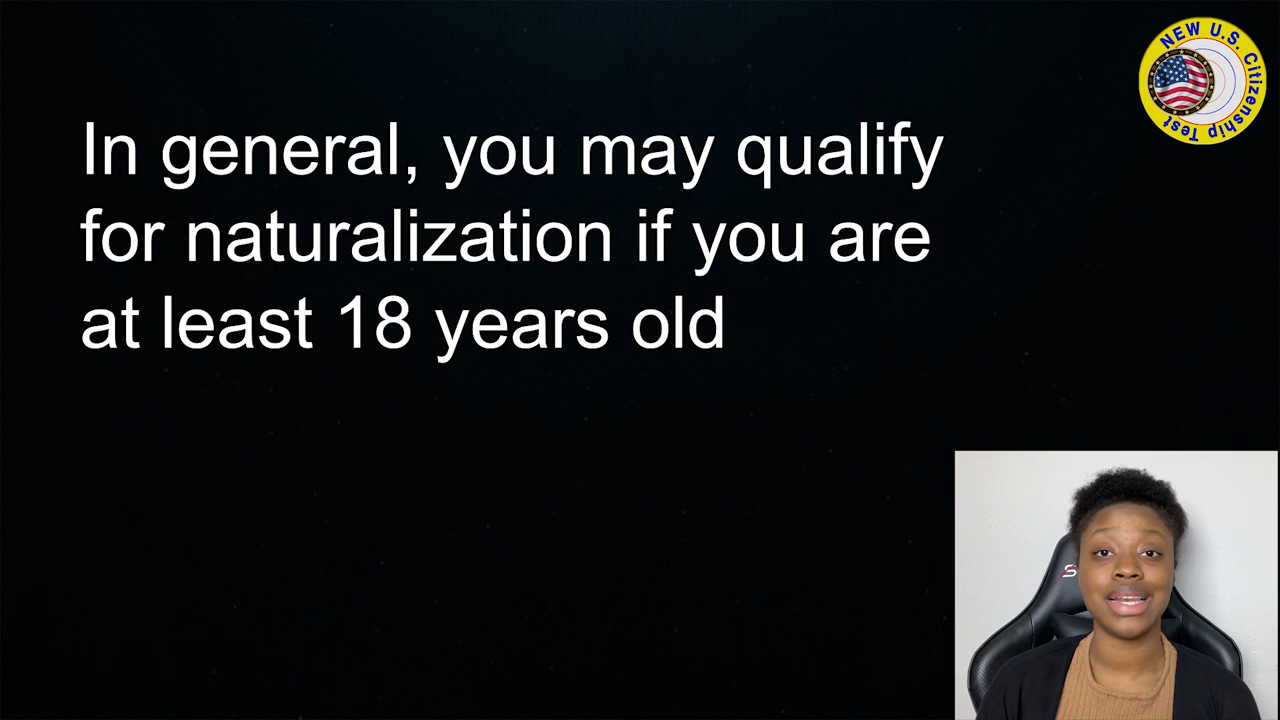 In general, you may qualify
for naturalization if you are
at least 18 years old
NEW U.S. Citizenship Test